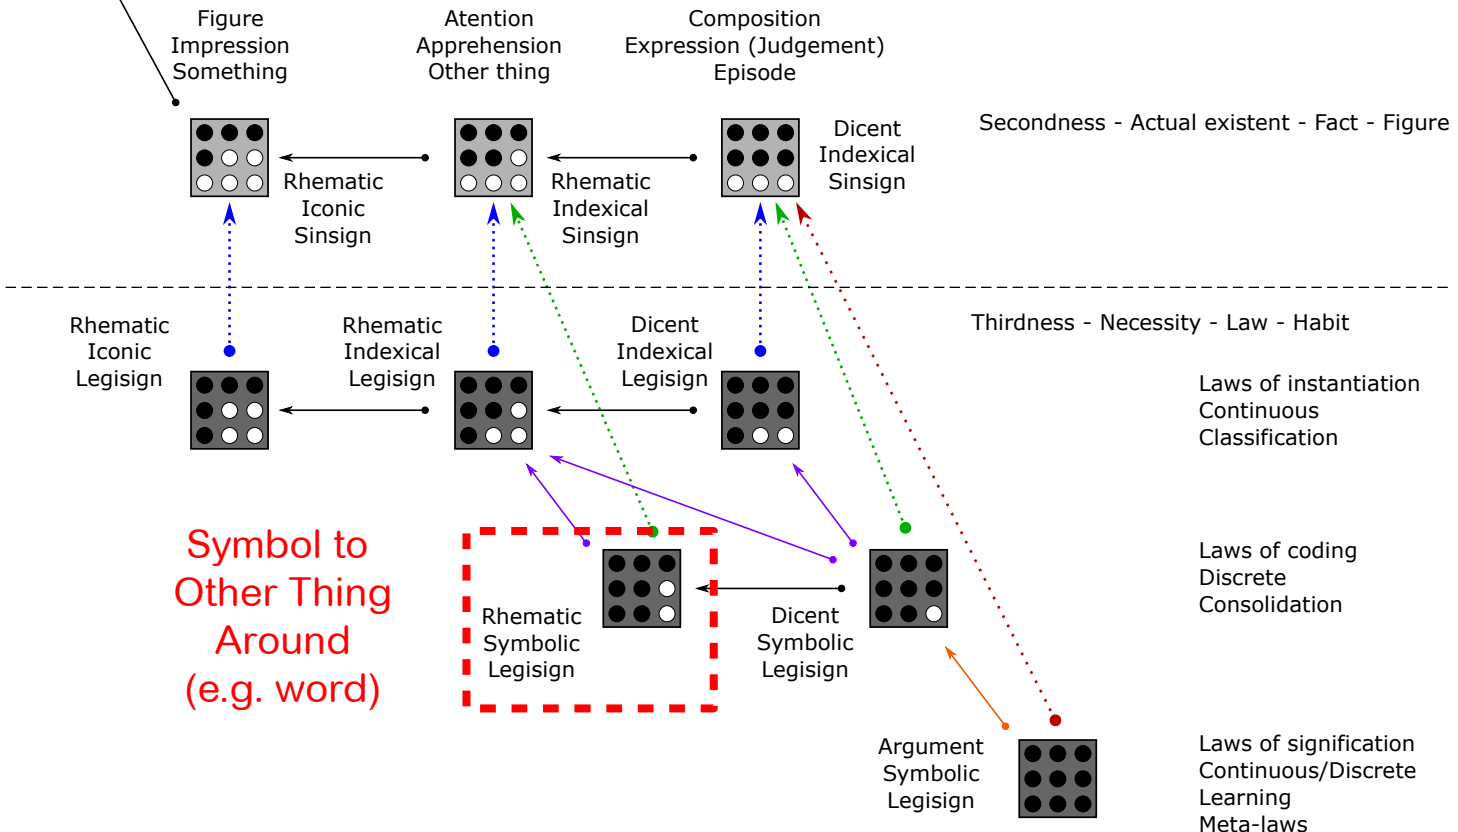 Figure
Impression
Something
Atention
Apprehension
Other thing
Composition
Expression (Judgement)
Episode
Secondness - Actual existent - Fact - Figure
Rhematic
Iconic
Sinsign
Rhematic
Indexical
Sinsign
Dicent
Indexical
Sinsign
Thirdness - Necessity - Law - Habit
Rhematic
Iconic
Legisign
Rhematic
Indexical
Legisign
Dicent
Indexical
Legisign
Laws of instantiation
Continuous
Classification
Symbol to
Other Thing
Around
(e.g. word)
Rhematic
Symbolic
Legisign
Dicent
Symbolic
Legisign
Laws of coding
Discrete
Consolidation
Argument
Symbolic
Legisign
Laws of signification
Continuous/Discrete
Learning
Meta-laws